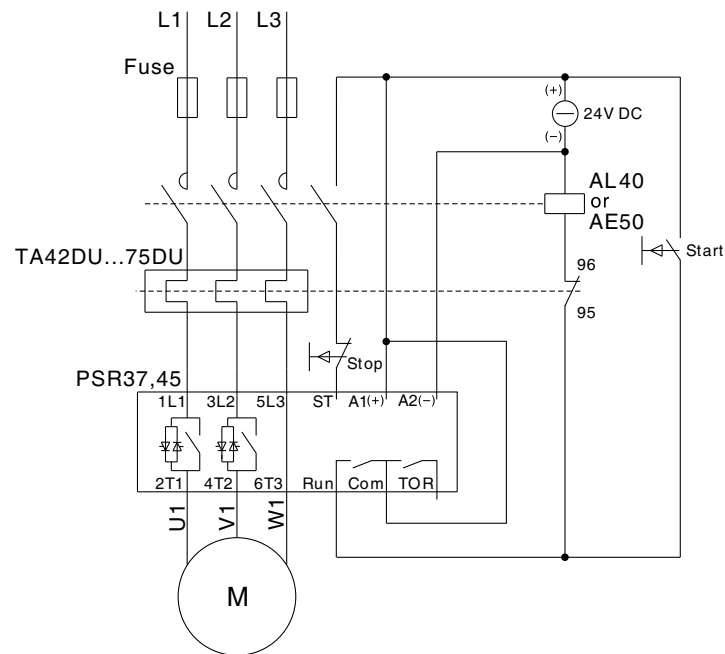 L1 L2 L3
Fuse
(+)
24V DC
(-)
AL40
or
AE50
TA42DU...75DU
Start
96
95
Stop
PSR37,45
1L1 3L2 5L3 ST A1(+) A2(-)
2T1 4T2 6T3 Run Com TOR
U1 V1 W1
M